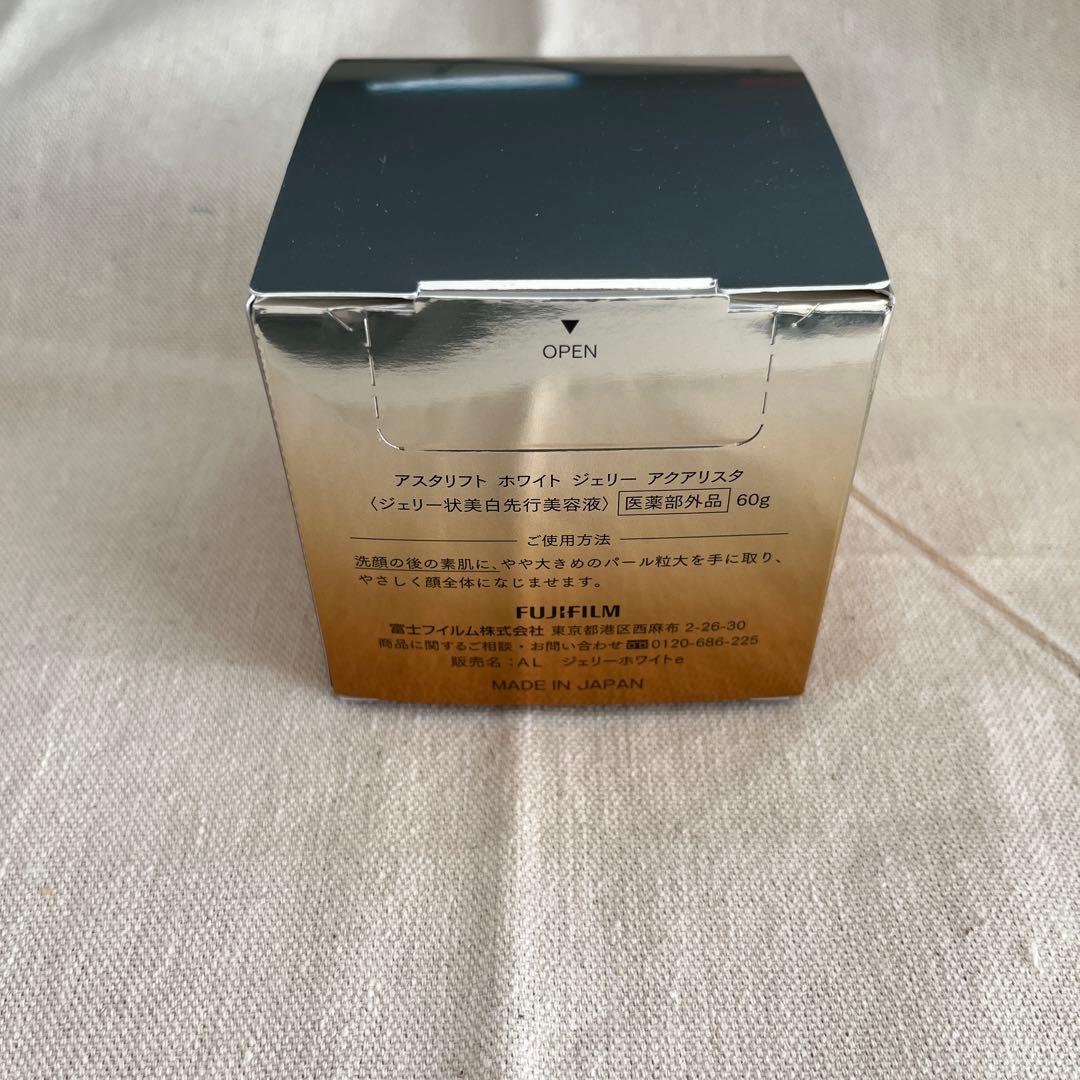 ▼
OPEN
アスタリフト ホワイト ジェリー アクアリスタ
〈ジェリー状美白先行美容液〉 医薬部外品 60g
ご使用方法
洗顔の後の素肌に、やや大きめのパール粒大を手に取り、
やさしく顔全体になじませます。
FUJIFILM
富士フイルム株式会社 東京都港区西麻布 2-26-30
商品に関するご相談・お問い合わせ 0120-686-225
販売名：AL ジェリーホワイトe
MADE IN JAPAN